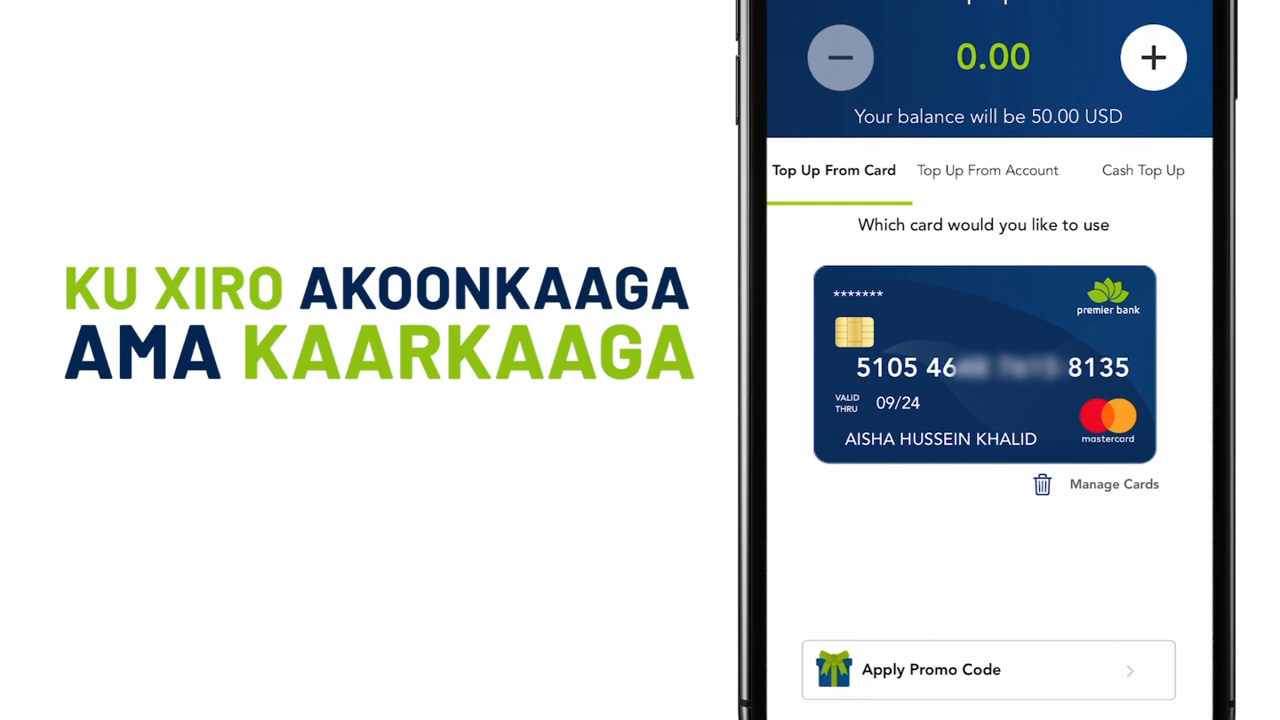 KU XIRO AKOONKAAGA
AMA KAARKAAGA
0.00
Your balance will be 50.00 USD
Top Up From Card Top Up From Account Cash Top Up
Which card would you like to use
*******
premier bank
5105 46 8135
VALID THRU 09/24
AISHA HUSSEIN KHALID
mastercard
Manage Cards
Apply Promo Code